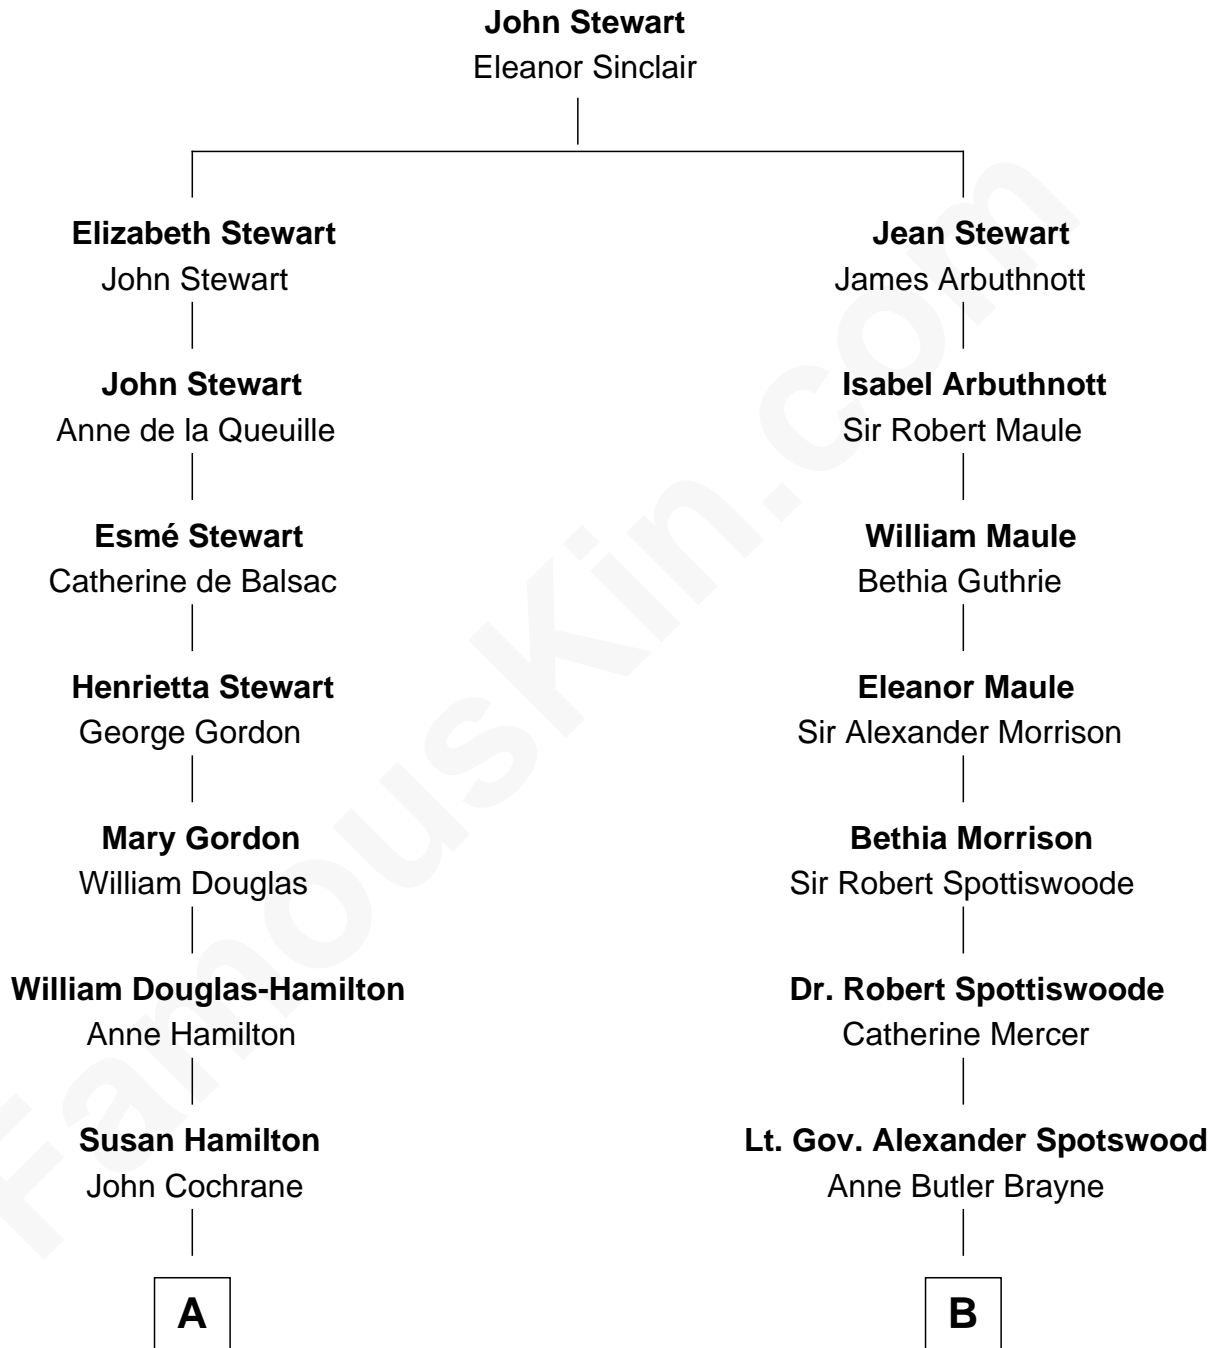 John Stewart
Eleanor Sinclair
Elizabeth Stewart
John Stewart
Jean Stewart
James Arbuthnott
John Stewart
Anne de la Queuille
Isabel Arbuthnott
Sir Robert Maule
Esmé Stewart
Catherine de Balsac
William Maule
Bethia Guthrie
Henrietta Stewart
George Gordon
Eleanor Maule
Sir Alexander Morrison
Mary Gordon
William Douglas
Bethia Morrison
Sir Robert Spottiswoode
William Douglas-Hamilton
Anne Hamilton
Dr. Robert Spottiswoode
Catherine Mercer
Susan Hamilton
John Cochrane
Lt. Gov. Alexander Spotswood
Anne Butler Brayne
A
B
FamousKin.com